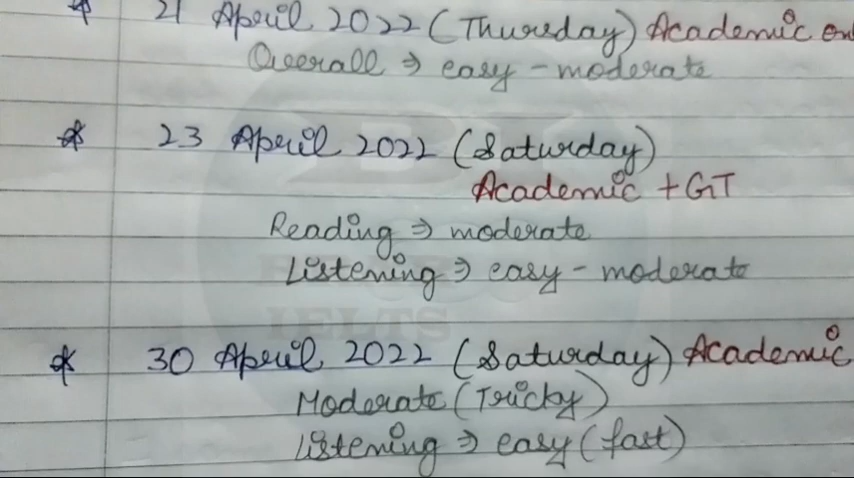 * 21 April 2022 (Thursday) Academic
Overall ⇒ easy - moderate
* 23 April 2022 (Saturday)
Academic + GT
Reading ⇒ moderate
Listening ⇒ easy - moderate
IELTS
* 30 April 2022 (Saturday) Academic
Moderate (Tricky)
Listening ⇒ easy (fast)